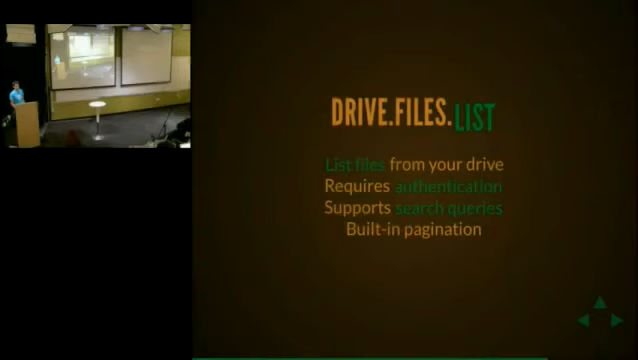 DRIVE.FILES.LIST
List files from your drive
Requires authentication
Supports search queries
Built-in pagination